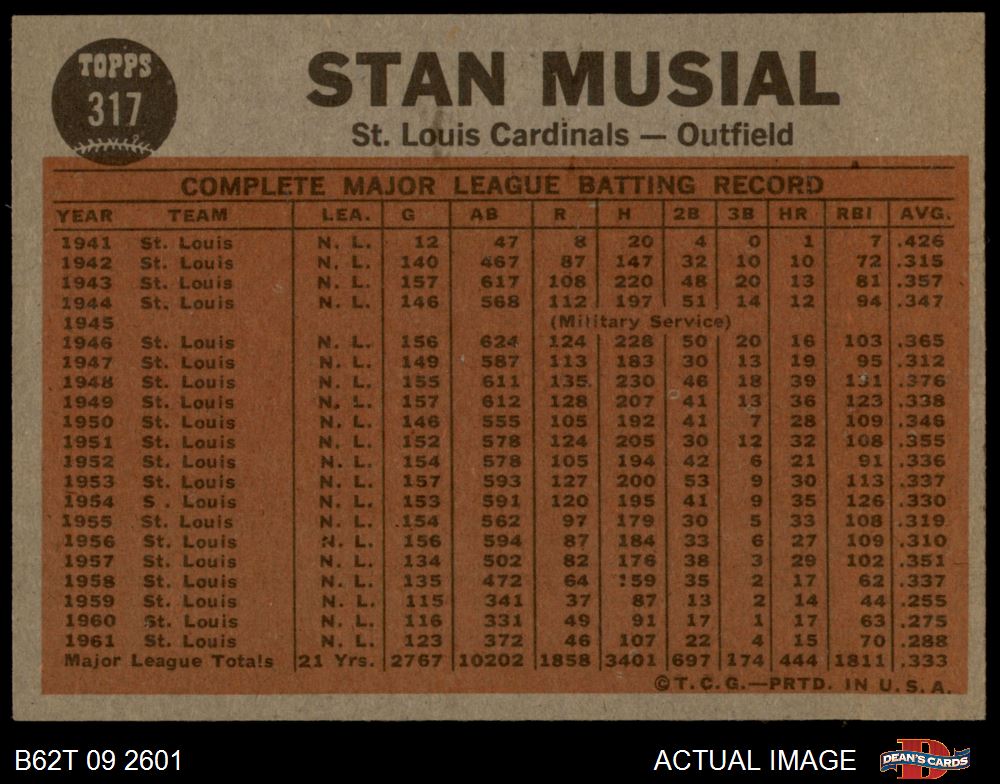 TOPPS
317
STAN MUSIAL
St. Louis Cardinals — Outfield
COMPLETE MAJOR LEAGUE BATTING RECORD
YEAR TEAM LEA. G AB R H 2B 3B HR RBI AVG.
1941 St. Louis N. L. 12 47 8 20 4 0 1 7 .426
1942 St. Louis N. L. 140 467 87 147 32 10 10 72 .315
1943 St. Louis N. L. 157 617 108 220 48 20 13 81 .357
1944 St. Louis N. L. 146 568 112 197 51 14 12 94 .347
1945 (Military Service)
1946 St. Louis N. L. 156 624 124 228 50 20 16 103 .365
1947 St. Louis N. L. 149 587 113 183 30 13 19 95 .312
1948 St. Louis N. L. 155 611 135 230 46 18 39 131 .376
1949 St. Louis N. L. 157 612 128 207 41 13 36 123 .338
1950 St. Louis N. L. 146 555 105 192 41 7 28 109 .346
1951 St. Louis N. L. 152 578 124 205 30 12 32 108 .355
1952 St. Louis N. L. 154 578 105 194 42 6 21 91 .336
1953 St. Louis N. L. 157 593 127 200 53 9 30 113 .337
1954 S . Louis N. L. 153 591 120 195 41 9 35 126 .330
1955 St. Louis N. L. 154 562 97 179 30 5 33 108 .319
1956 St. Louis N. L. 156 594 87 184 33 6 27 109 .310
1957 St. Louis N. L. 134 502 82 176 38 3 29 102 .351
1958 St. Louis N. L. 135 472 64 159 35 2 17 62 .337
1959 St. Louis N. L. 115 341 37 87 13 2 14 44 .255
1960 St. Louis N. L. 116 331 49 91 17 1 17 63 .275
1961 St. Louis N. L. 123 372 46 107 22 4 15 70 .288
Major League Totals 21 Yrs. 2767 10202 1858 3401 697 174 444 1811 .333
©T.C.G.—PRTD. IN U.S.A.
B62T 09 2601 ACTUAL IMAGE DEAN'S CARDS